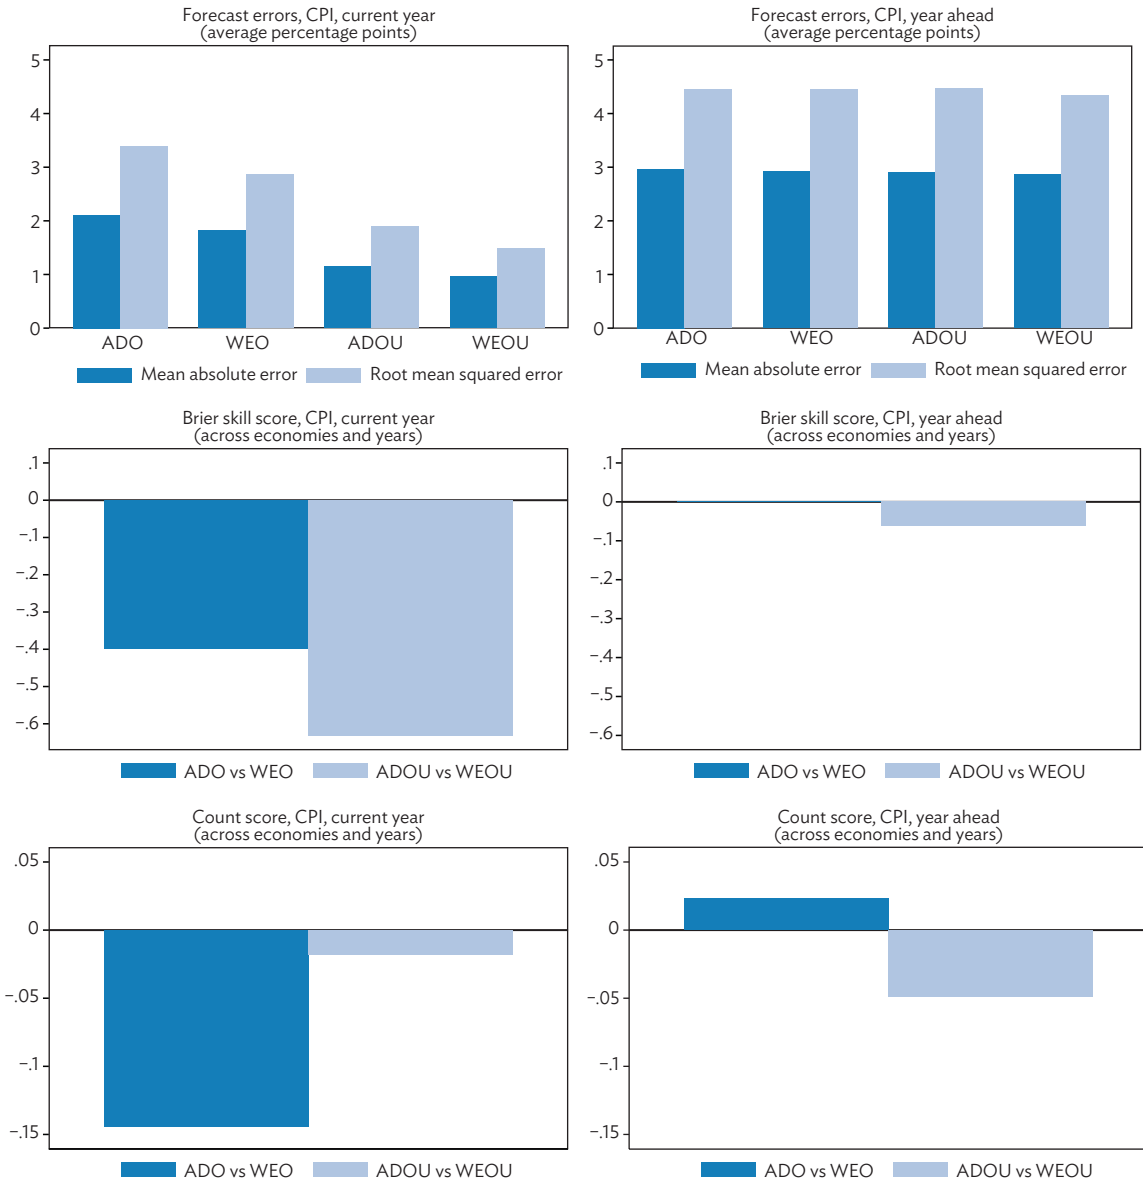 Forecast errors, CPI, current year
(average percentage points)
5
4
3
2
1
0
ADO WEO ADOU WEOU
Mean absolute error Root mean squared error
Forecast errors, CPI, year ahead
(average percentage points)
5
4
3
2
1
0
ADO WEO ADOU WEOU
Mean absolute error Root mean squared error
Brier skill score, CPI, current year
(across economies and years)
.1
0
−.1
−.2
−.3
−.4
−.5
−.6
ADO vs WEO ADOU vs WEOU
Brier skill score, CPI, year ahead
(across economies and years)
.1
0
−.1
−.2
−.3
−.4
−.5
−.6
ADO vs WEO ADOU vs WEOU
Count score, CPI, current year
(across economies and years)
.05
0
−.05
−.1
−.15
ADO vs WEO ADOU vs WEOU
Count score, CPI, year ahead
(across economies and years)
.05
0
−.05
−.1
−.15
ADO vs WEO ADOU vs WEOU